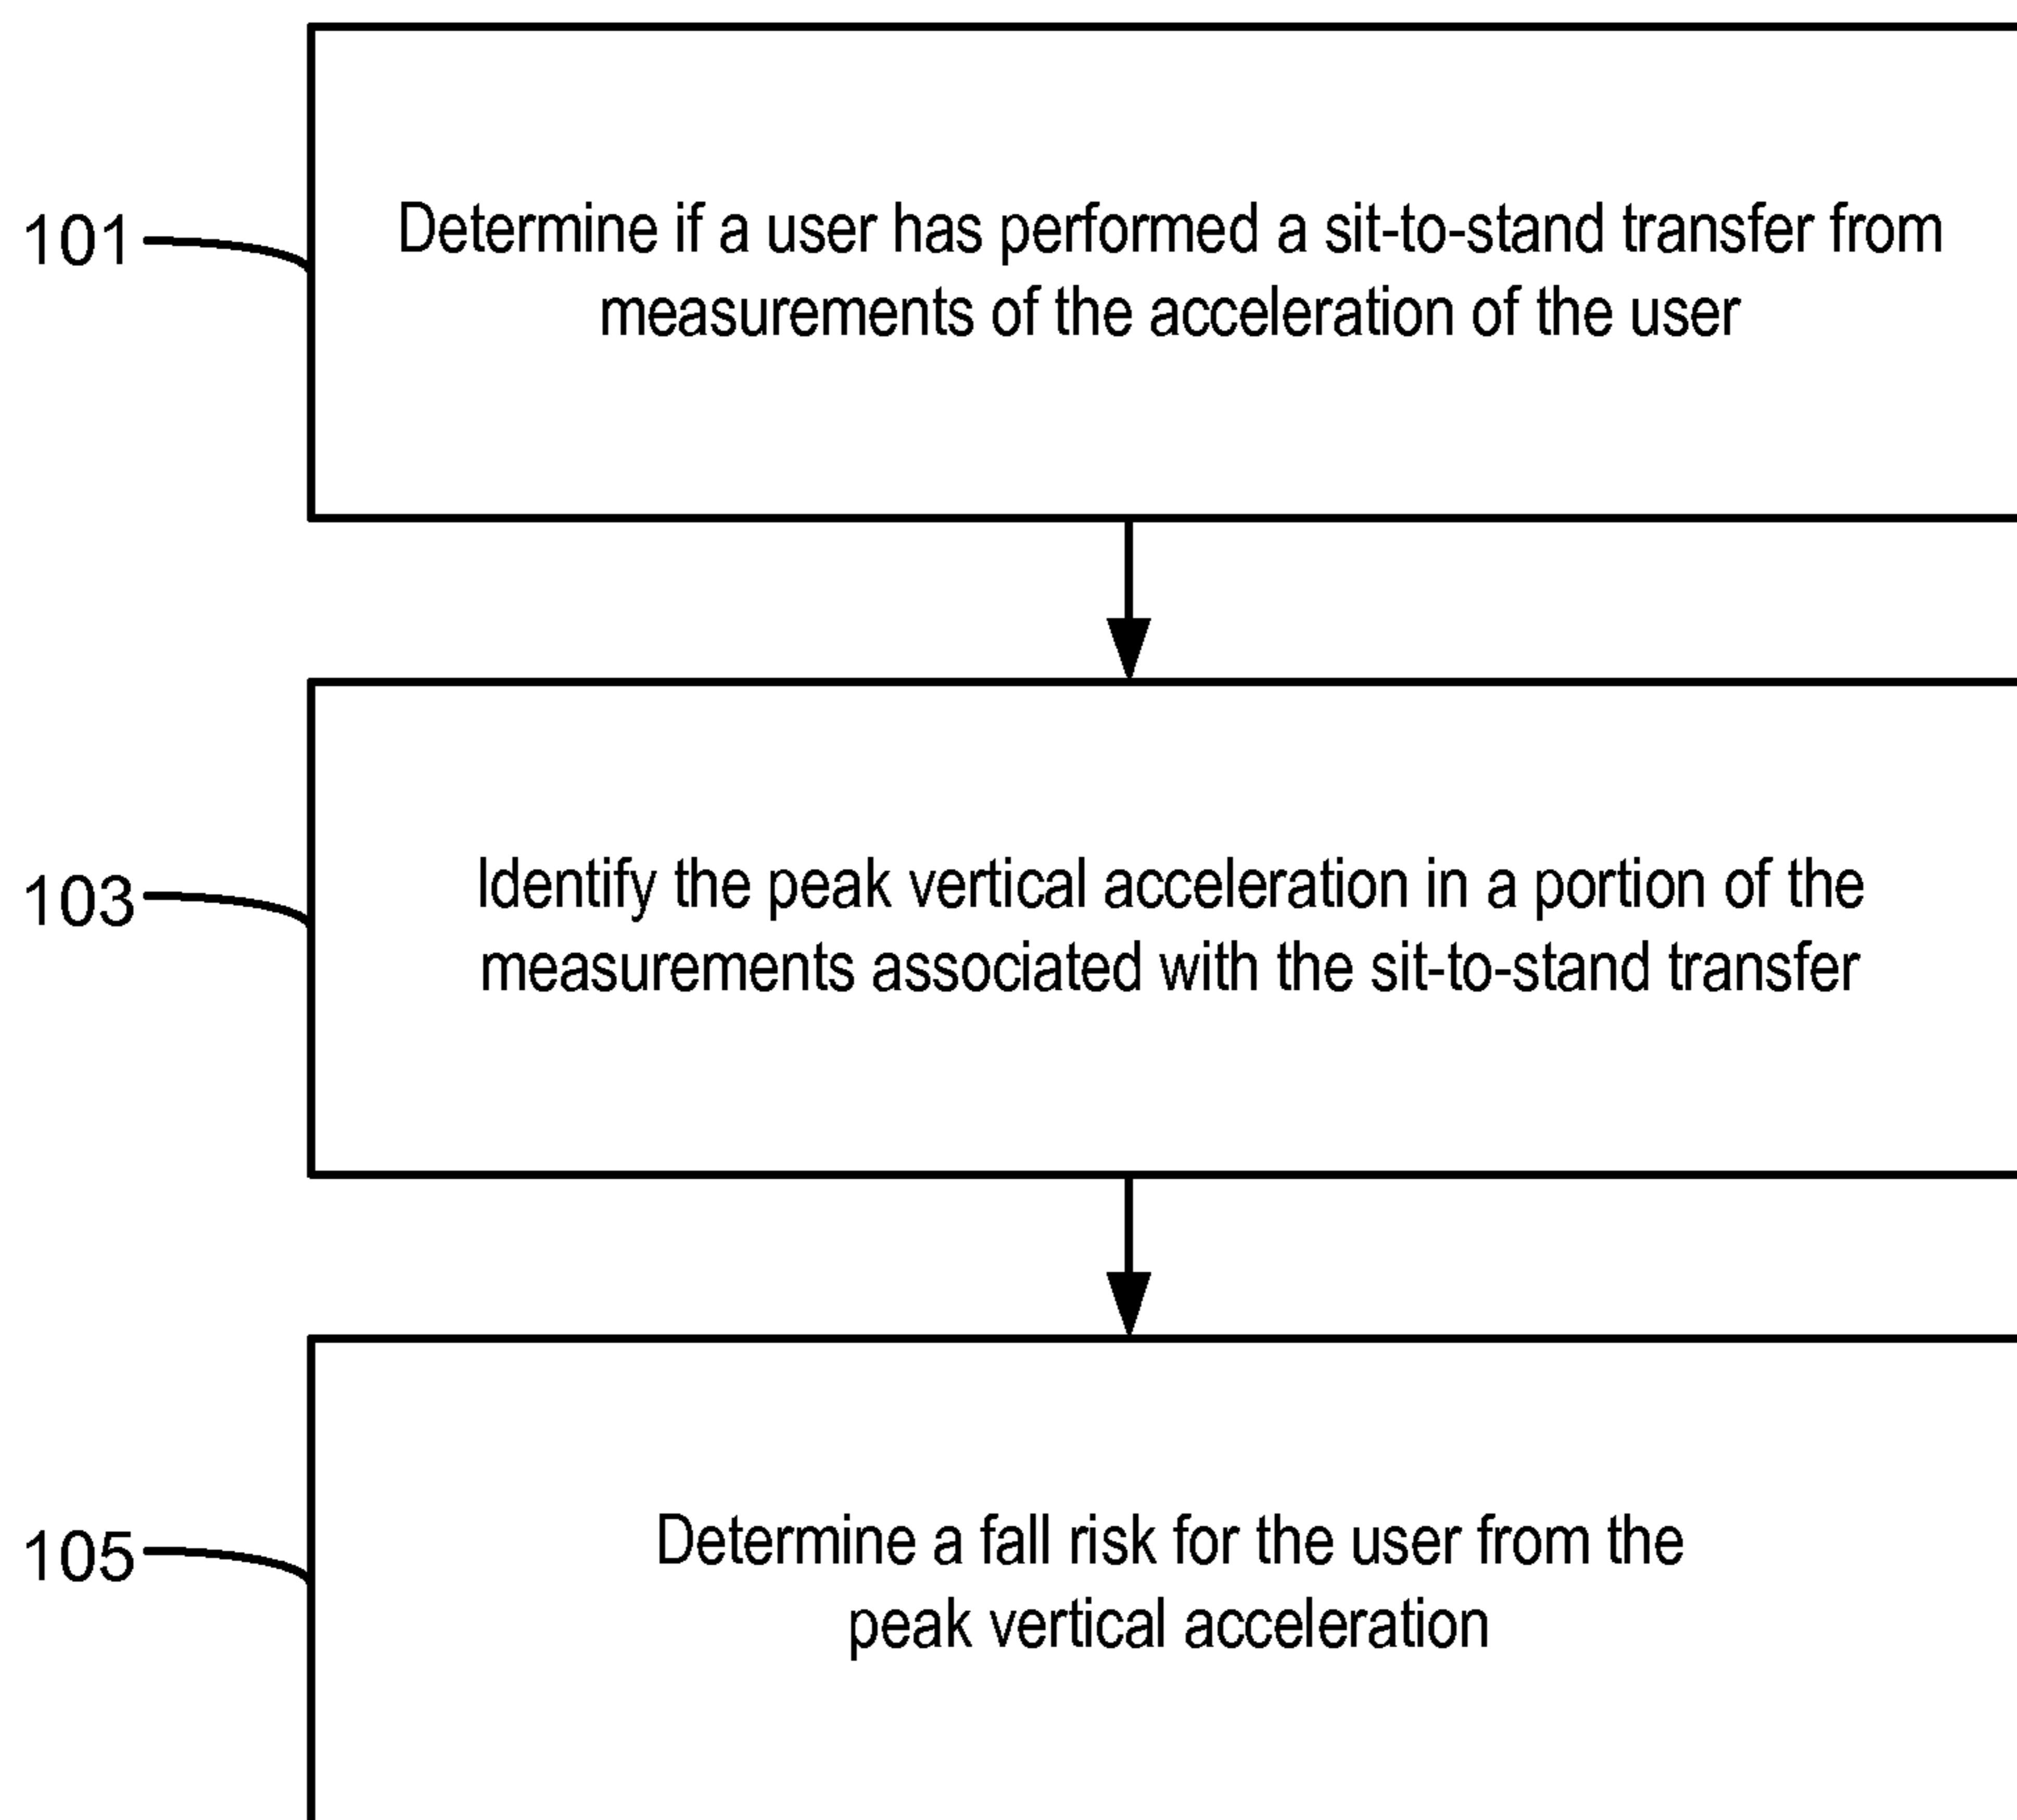 101
Determine if a user has performed a sit-to-stand transfer from
measurements of the acceleration of the user
103
Identify the peak vertical acceleration in a portion of the
measurements associated with the sit-to-stand transfer
105
Determine a fall risk for the user from the
peak vertical acceleration